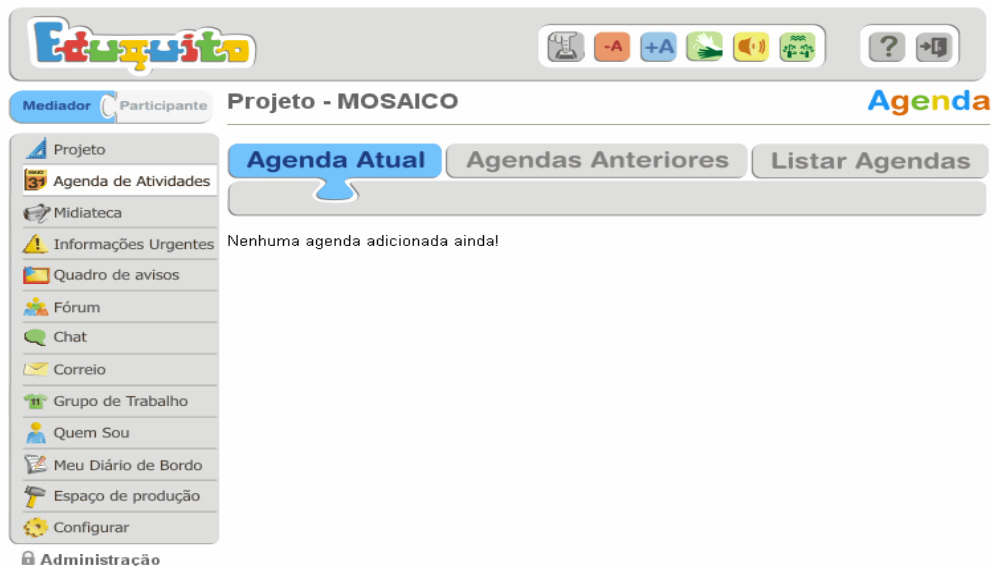 Eduquito
-A
+A
?
Mediador
Participante
Projeto - MOSAICO
Agenda
Projeto
Agenda de Atividades
Midiateca
Informações Urgentes
Quadro de avisos
Fórum
Chat
Correio
Grupo de Trabalho
Quem Sou
Meu Diário de Bordo
Espaço de produção
Configurar
Administração
Agenda Atual
Agendas Anteriores
Listar Agendas
Nenhuma agenda adicionada ainda!